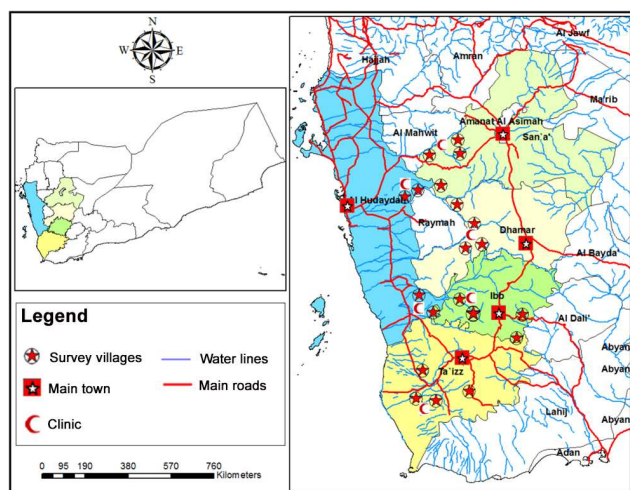 N
W E
S
Al Jawf
Hajjah
Amran
Ma'rib
Amanat Al Asimah
Al Mahwit
San'a'
Al Hudaydah
Raymah
Dhamar
Al Bayda'
Ibb
Al Dali'
Abyan
Abyan
Ta'izz
Lahij
Abyan
Adan
Legend
Survey villages
Water lines
Main town
Main roads
Clinic
0 95 190 380 570 760
Kilometers